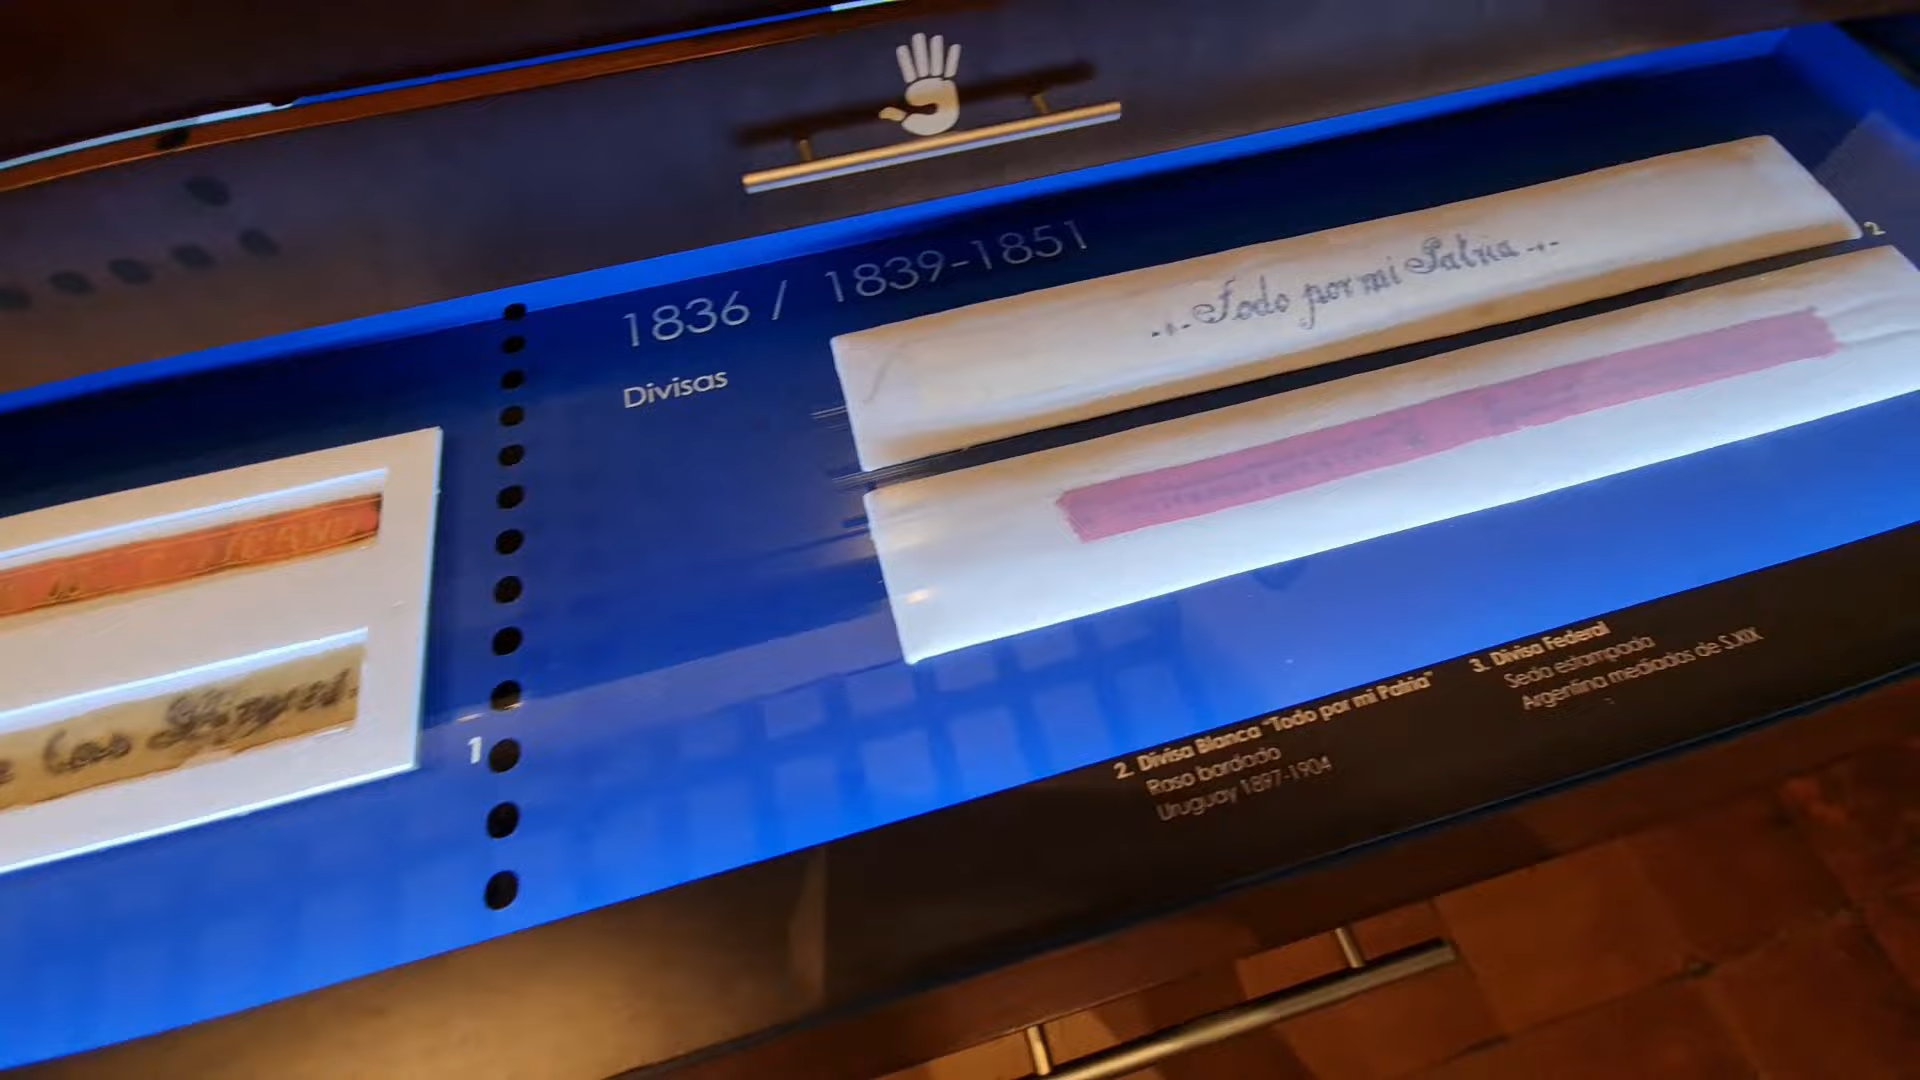 1836 / 1839-1851
Divisas
.+. Todo por mi Patria .+.
2
1
2. Divisa Blanca "Todo por mi Patria"
Raso bordado
Uruguay 1897-1904
3. Divisa Federal
Seda estampada
Argentina mediados de S.XIX